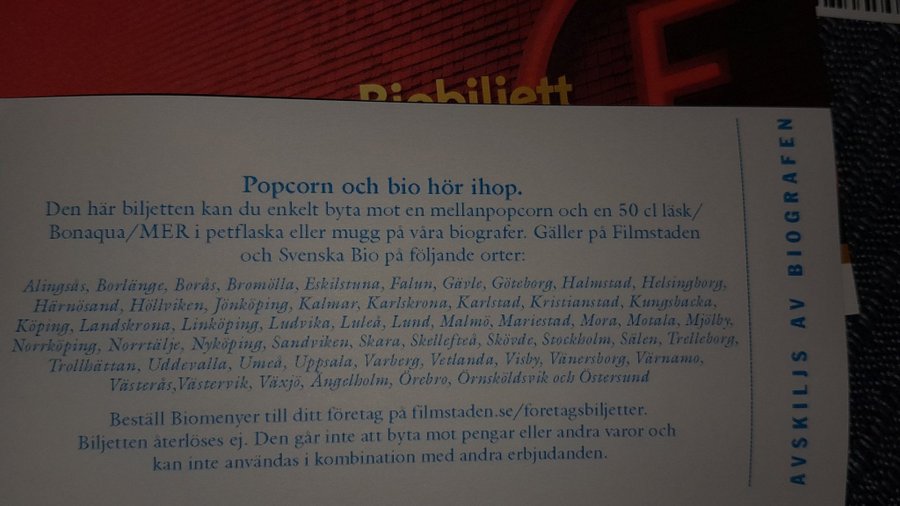 Biobiljett
Popcorn och bio hör ihop.
Den här biljetten kan du enkelt byta mot en mellanpopcorn och en 50 cl läsk/
Bonaqua/MER i petflaska eller mugg på våra biografer. Gäller på Filmstaden
och Svenska Bio på följande orter:
Alingsås, Borlänge, Borås, Bromölla, Eskilstuna, Falun, Gävle, Göteborg, Halmstad, Helsingborg,
Härnösand, Höllviken, Jönköping, Kalmar, Karlskrona, Karlstad, Kristianstad, Kungsbacka,
Köping, Landskrona, Linköping, Ludvika, Luleå, Lund, Malmö, Mariestad, Mora, Motala, Mjölby,
Norrköping, Norrtälje, Nyköping, Sandviken, Skara, Skellefteå, Skövde, Stockholm, Sälen, Trelleborg,
Trollhättan, Uddevalla, Umeå, Uppsala, Varberg, Vetlanda, Visby, Vänersborg, Värnamo,
Västerås,Västervik, Växjö, Ängelholm, Örebro, Örnsköldsvik och Östersund
Beställ Biomenyer till ditt företag på filmstaden.se/foretagsbiljetter.
Biljetten återlöses ej. Den går inte att byta mot pengar eller andra varor och
kan inte användas i kombination med andra erbjudanden.
AVSKILJS AV BIOGRAFEN